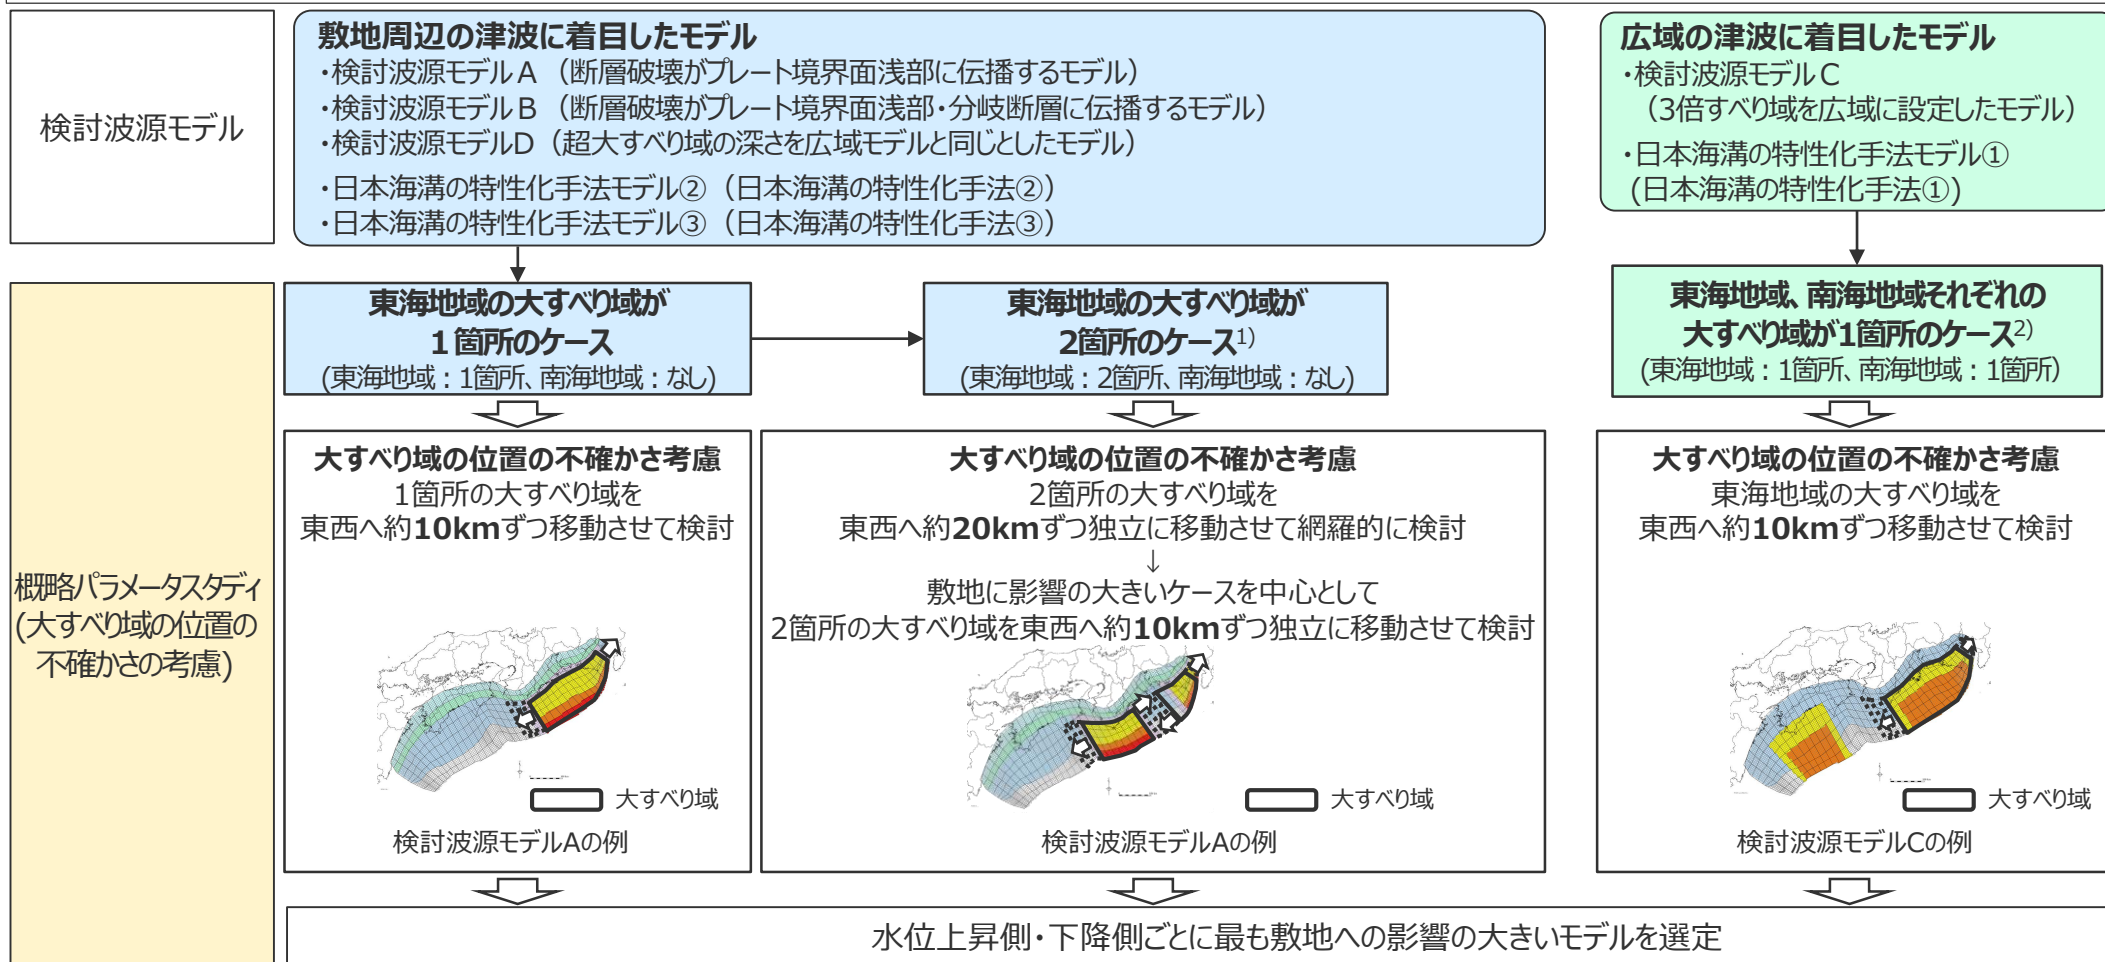 検討波源モデル
敷地周辺の津波に着目したモデル
・検討波源モデルA（断層破壊がプレート境界面浅部に伝播するモデル）
・検討波源モデルB（断層破壊がプレート境界面浅部・分岐断層に伝播するモデル）
・検討波源モデルD（超大すべり域の深さを広域モデルと同じとしたモデル）
・日本海溝の特性化手法モデル②（日本海溝の特性化手法②）
・日本海溝の特性化手法モデル③（日本海溝の特性化手法③）
広域の津波に着目したモデル
・検討波源モデルC
（3倍すべり域を広域に設定したモデル）
・日本海溝の特性化手法モデル①
(日本海溝の特性化手法①)
概略パラメータスタディ
(大すべり域の位置の
不確かさの考慮)
東海地域の大すべり域が
1箇所のケース
(東海地域：1箇所、南海地域：なし)
東海地域の大すべり域が
2箇所のケース1)
(東海地域：2箇所、南海地域：なし)
東海地域、南海地域それぞれの
大すべり域が1箇所のケース2)
(東海地域：1箇所、南海地域：1箇所)
大すべり域の位置の不確かさ考慮
1箇所の大すべり域を
東西へ約10kmずつ移動させて検討
大すべり域
検討波源モデルAの例
大すべり域の位置の不確かさ考慮
2箇所の大すべり域を
東西へ約20kmずつ独立に移動させて網羅的に検討
↓
敷地に影響の大きいケースを中心として
2箇所の大すべり域を東西へ約10kmずつ独立に移動させて検討
大すべり域
検討波源モデルAの例
大すべり域の位置の不確かさ考慮
東海地域の大すべり域を
東西へ約10kmずつ移動させて検討
大すべり域
検討波源モデルCの例
水位上昇側・下降側ごとに最も敷地への影響の大きいモデルを選定